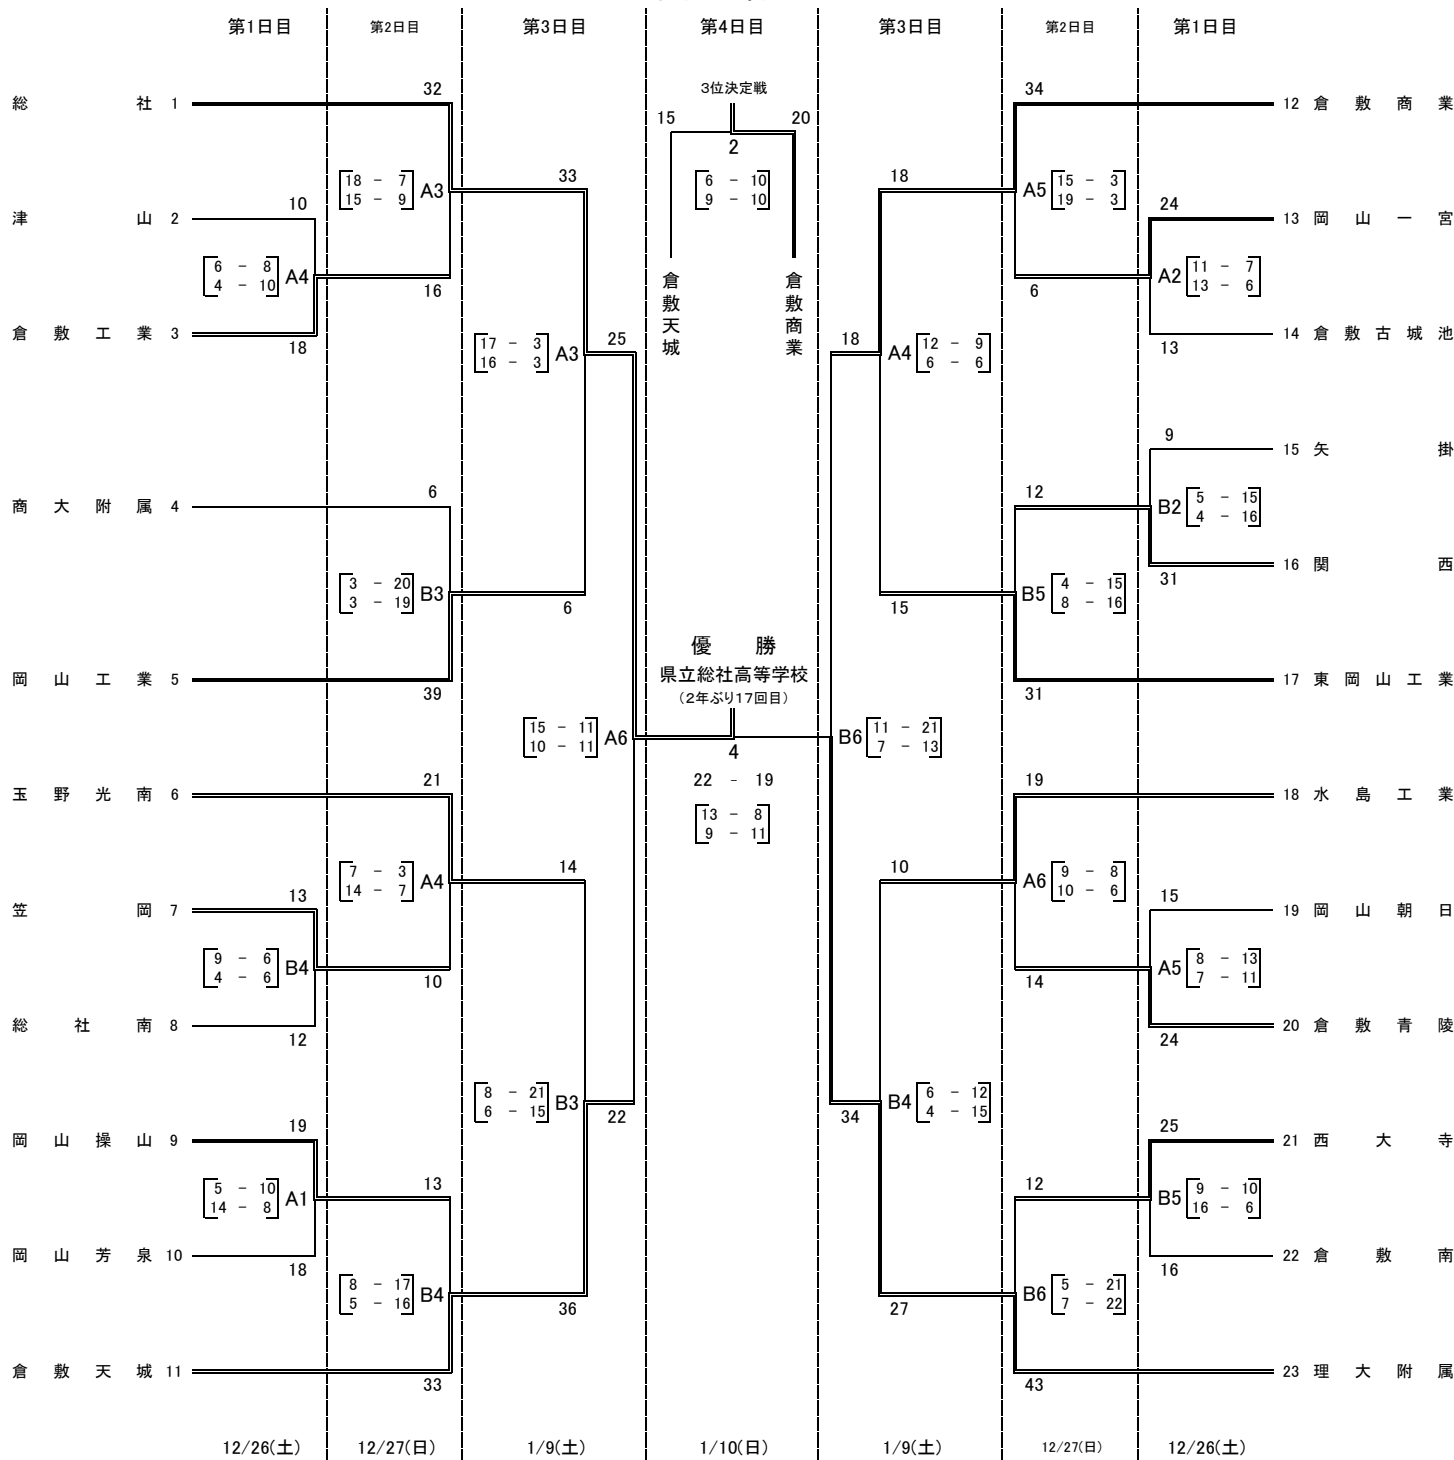 第1日目 第2日目 第3日目 第4日目 第3日目 第2日目 第1日目
32 3位決定戦 34
総社 1 12 倉敷商業
15 20
2
[18 - 7] A3 33 [6 - 10] 18 A5 [15 - 3]
[15 - 9] [9 - 10] [19 - 3]
10 24
津山 2 13 岡山一宮
[6 - 8] A4 A2 [11 - 7]
[4 - 10] [13 - 6]
16 倉敷天城 倉敷商業 6
倉敷工業 3 14 倉敷古城池
18 [17 - 3] A3 25 18 A4 [12 - 9] 13
[16 - 3] [6 - 6]
9
15 矢掛
6 12
商大附属 4 B2 [5 - 15]
[4 - 16]
16 関西
31
[3 - 20] B3 B5 [4 - 15]
[3 - 19] [8 - 16]
6 15
優勝
県立総社高等学校
岡山工業 5 17 東岡山工業
39 (2年ぶり17回目) 31
[15 - 11] A6 B6 [11 - 21]
[10 - 11] [7 - 13]
4
22 - 19
21 19
玉野光南 6 18 水島工業
[13 - 8]
[9 - 11]
[7 - 3] A4 14 10 A6 [9 - 8]
[14 - 7] [10 - 6]
13 15
笠岡 7 19 岡山朝日
[9 - 6] B4 A5 [8 - 13]
[4 - 6] [7 - 11]
10 14
総社南 8 20 倉敷青陵
12 24
[8 - 21] B3 22 34 B4 [6 - 12]
[6 - 15] [4 - 15]
19 25
岡山操山 9 21 西大寺
[5 - 10] A1 13 12 B5 [9 - 10]
[14 - 8] [16 - 6]
岡山芳泉 10 22 倉敷南
18 16
[8 - 17] B4 B6 [5 - 21]
[5 - 16] [7 - 22]
36 27
倉敷天城 11 23 理大附属
33 43
12/26(土) 12/27(日) 1/9(土) 1/10(日) 1/9(土) 12/27(日) 12/26(土)